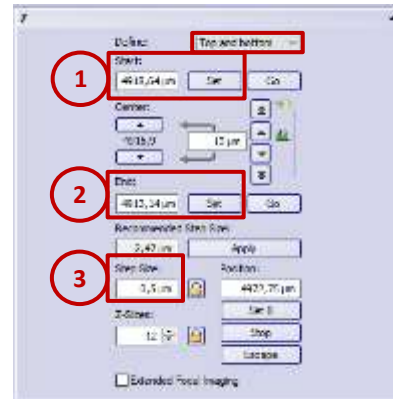 Z
Define: Top and bottom
Start:
1
Set Go
Center:
10 µm
2
End:
Set Go
Recommended Step Size:
Apply
3
Step Size: Position:
Set 0
Z-Slices:
12 Stop
Escape
Extended Focal Imaging